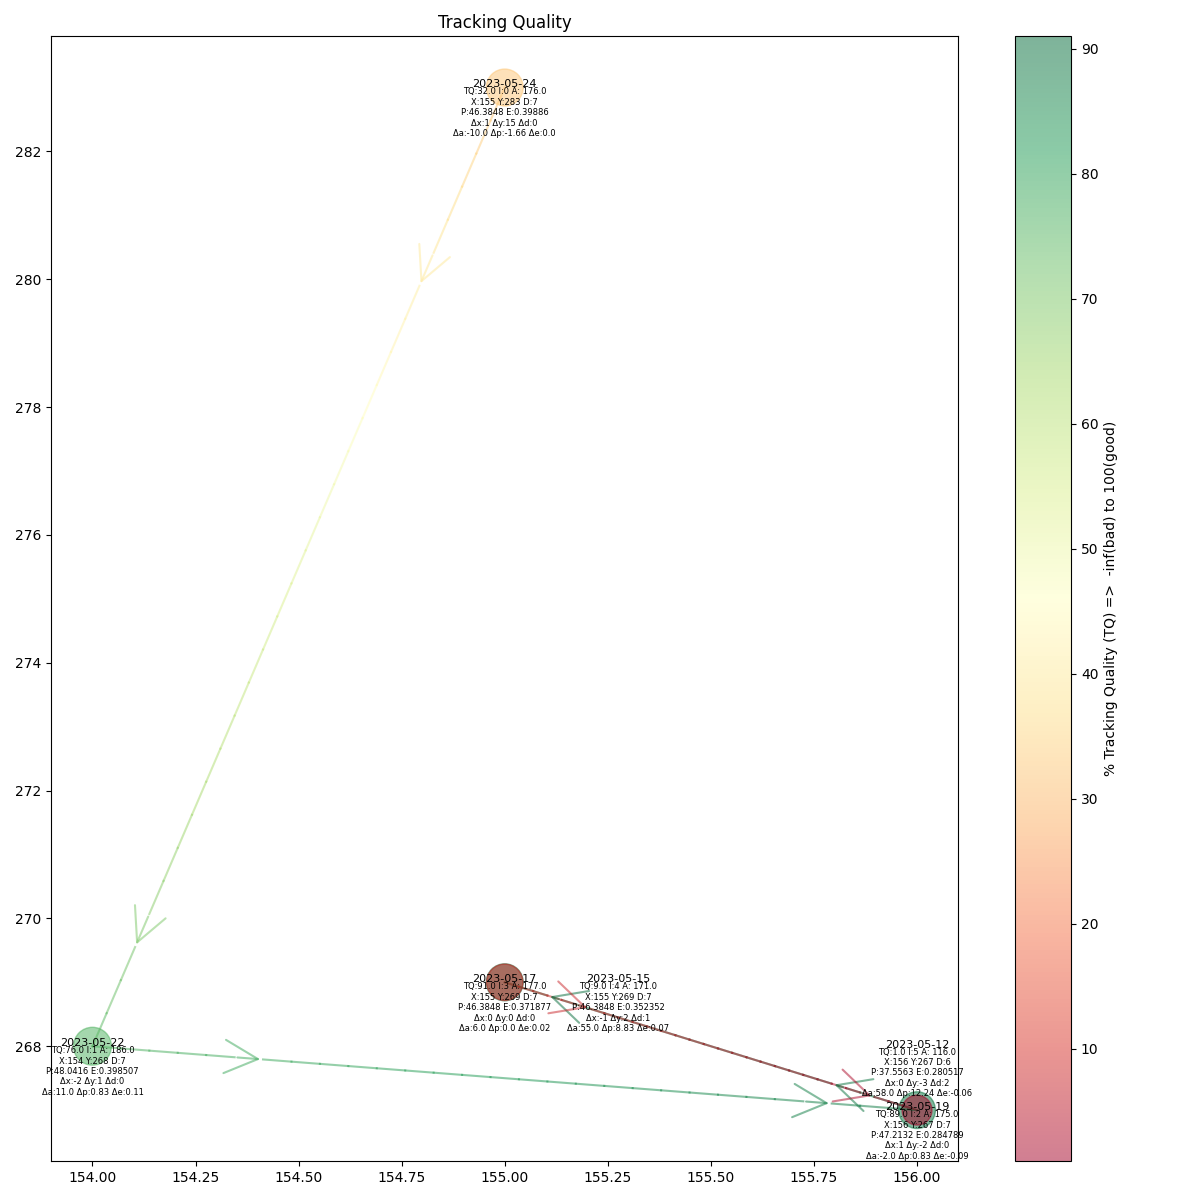 Tracking Quality
2023-05-24
TQ:32.0 I:0 A: 176.0
X:155 Y:283 D:7
P:46.3848 E:0.39886
Δx:1 Δy:15 Δd:0
Δa:-10.0 Δp:-1.66 Δe:0.0
2023-05-17
TQ:91.0 I:3 A: 177.0
X:155 Y:269 D:7
P:46.3848 E:0.371877
Δx:0 Δy:0 Δd:0
Δa:6.0 Δp:0.0 Δe:0.02
2023-05-15
TQ:9.0 I:4 A: 171.0
X:155 Y:269 D:7
P:46.3848 E:0.352352
Δx:-1 Δy:2 Δd:1
Δa:55.0 Δp:8.83 Δe:0.07
2023-05-22
TQ:76.0 I:1 A: 186.0
X:154 Y:268 D:7
P:48.0416 E:0.398507
Δx:-2 Δy:1 Δd:0
Δa:11.0 Δp:0.83 Δe:0.11
2023-05-12
TQ:1.0 I:5 A: 116.0
X:156 Y:267 D:6
P:37.5563 E:0.280517
Δx:0 Δy:-3 Δd:2
Δa:58.0 Δp:12.24 Δe:-0.06
2023-05-19
TQ:89.0 I:2 A: 175.0
X:156 Y:267 D:7
P:47.2132 E:0.284789
Δx:1 Δy:-2 Δd:0
Δa:-2.0 Δp:0.83 Δe:-0.09
282
280
278
276
274
272
270
268
154.00 154.25 154.50 154.75 155.00 155.25 155.50 155.75 156.00
90
80
70
60
50
40
30
20
10
% Tracking Quality (TQ) => -inf(bad) to 100(good)